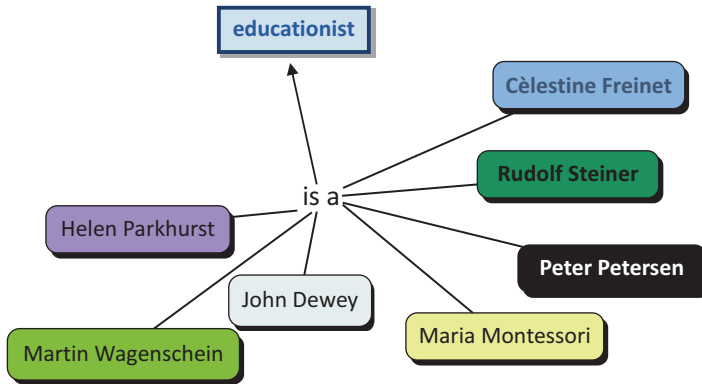 educationist
Cèlestine Freinet
Rudolf Steiner
is a
Helen Parkhurst
Peter Petersen
John Dewey
Maria Montessori
Martin Wagenschein